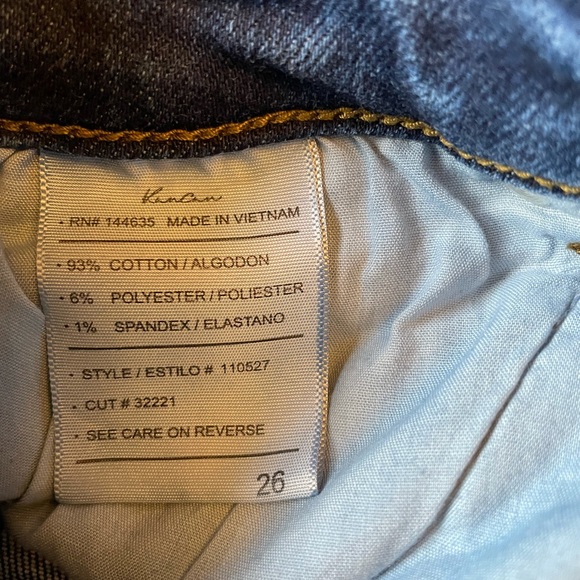 KanCan
· RN# 144635 MADE IN VIETNAM
· 93% COTTON / ALGODON
· 6% POLYESTER / POLIESTER
· 1% SPANDEX / ELASTANO
· STYLE / ESTILO # 110527
· CUT # 32221
· SEE CARE ON REVERSE
26